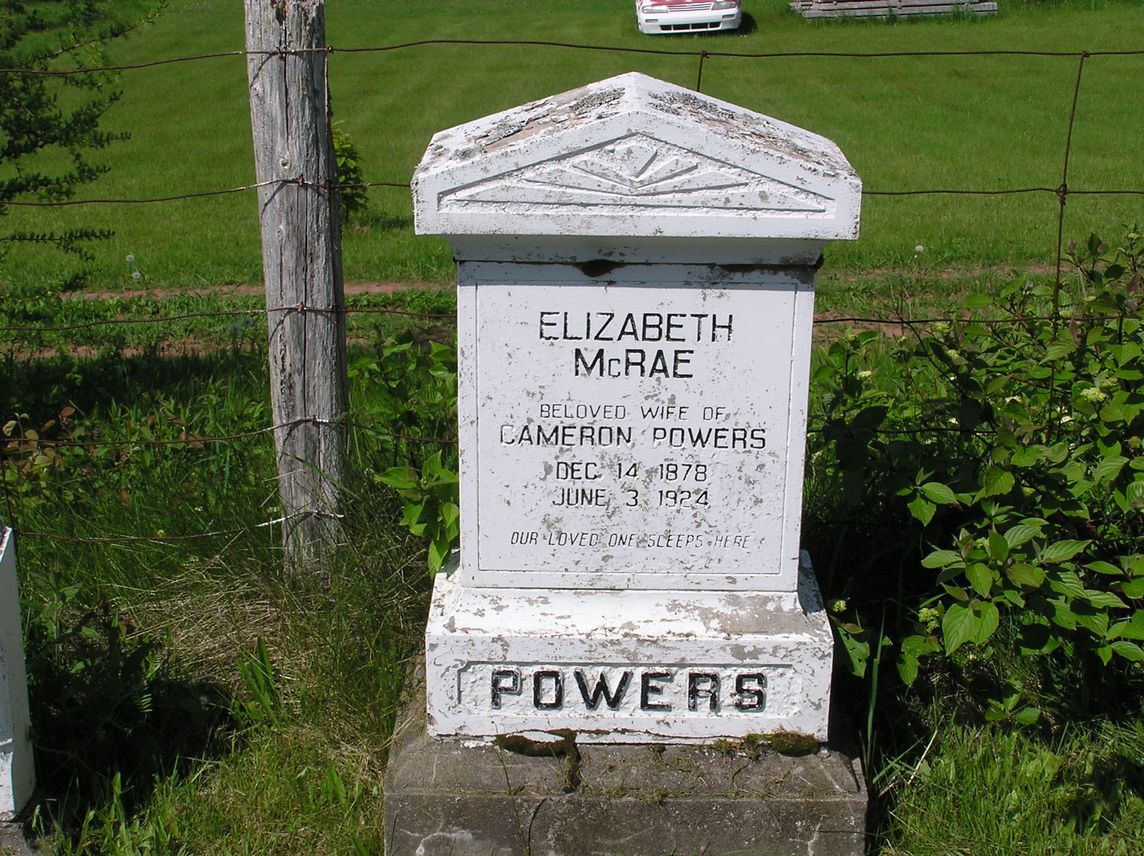 ELIZABETH
McRAE
BELOVED WIFE OF
CAMERON POWERS
DEC 14 1878
JUNE 3 1924
OUR LOVED ONE SLEEPS HERE
POWERS